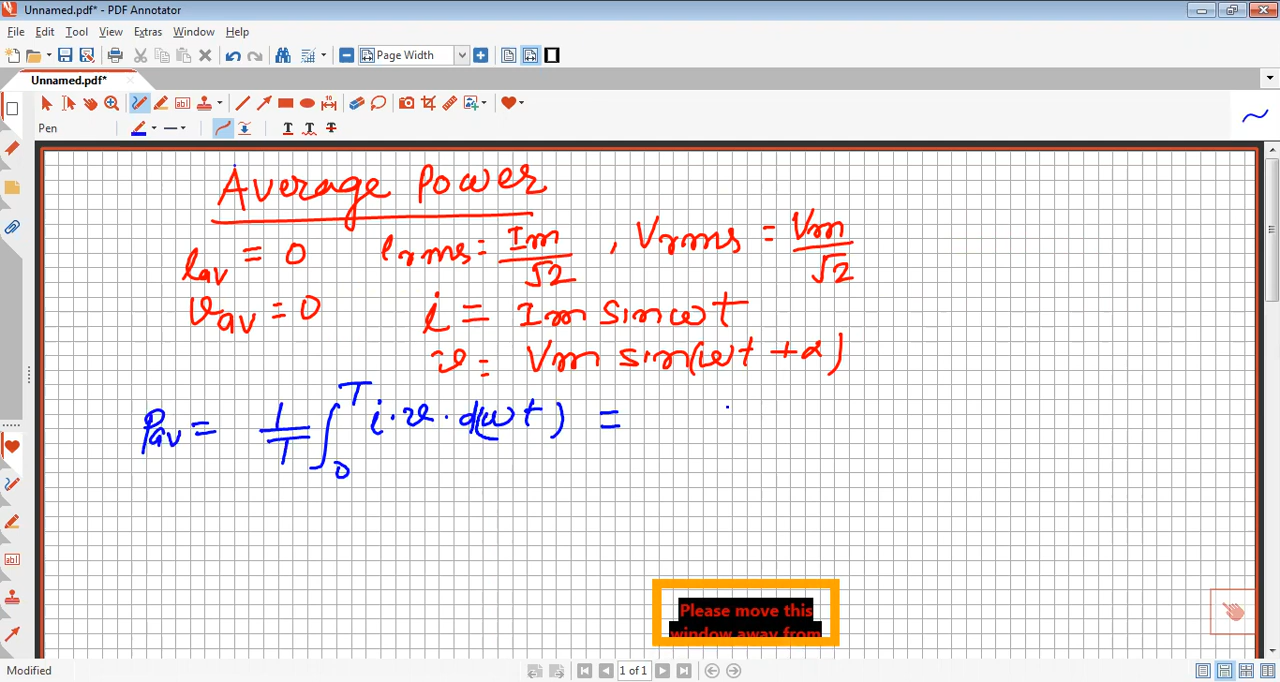 Unnamed.pdf* - PDF Annotator
File Edit Tool View Extras Window Help
Page Width
Unnamed.pdf*
Pen
Average Power
iav = 0 irms = Im/√2 , Vrms = Vm/√2
vav = 0 i = Im sinωt
v = Vm sin(ωt + α)
Pav = 1/T ∫₀ᵀ i · v · d(ωt) =
Please move this
window away from
Modified
1 of 1